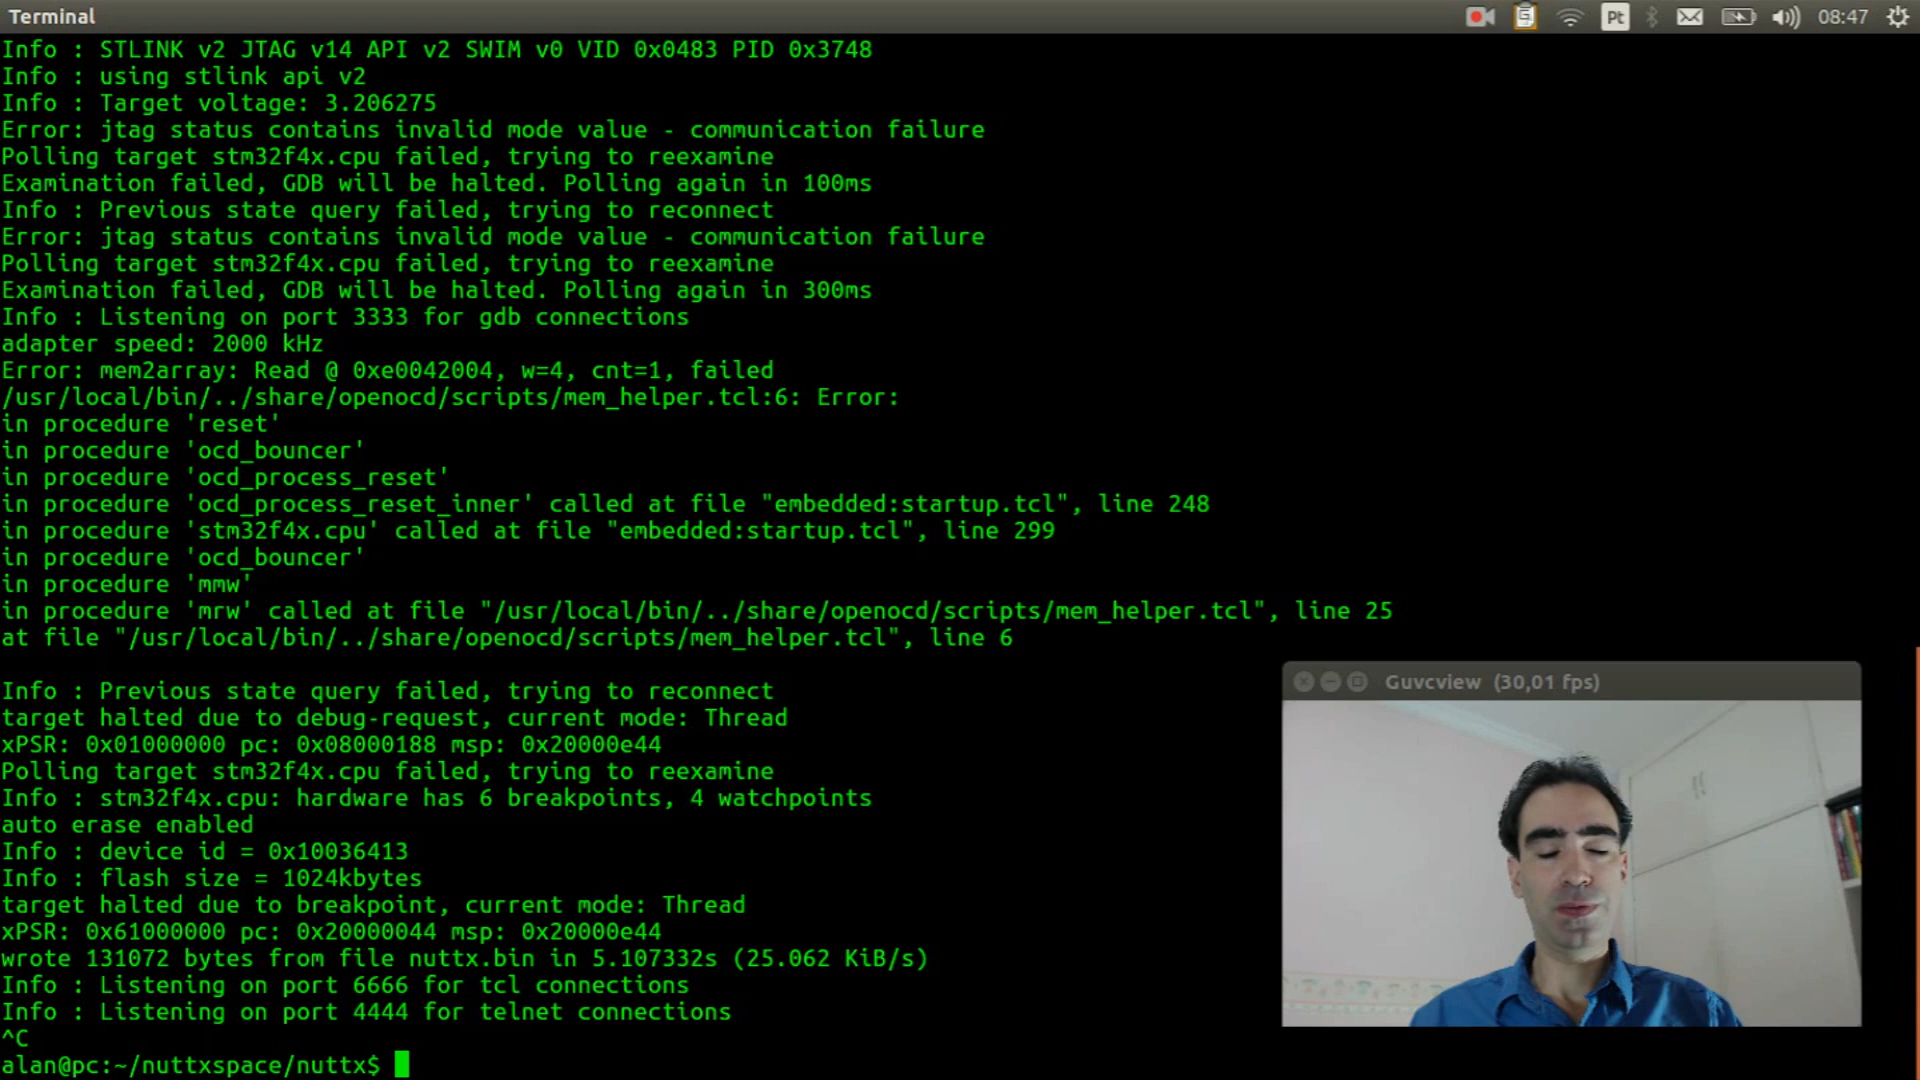 Terminal
Pt
08:47
Info : STLINK v2 JTAG v14 API v2 SWIM v0 VID 0x0483 PID 0x3748
Info : using stlink api v2
Info : Target voltage: 3.206275
Error: jtag status contains invalid mode value - communication failure
Polling target stm32f4x.cpu failed, trying to reexamine
Examination failed, GDB will be halted. Polling again in 100ms
Info : Previous state query failed, trying to reconnect
Error: jtag status contains invalid mode value - communication failure
Polling target stm32f4x.cpu failed, trying to reexamine
Examination failed, GDB will be halted. Polling again in 300ms
Info : Listening on port 3333 for gdb connections
adapter speed: 2000 kHz
Error: mem2array: Read @ 0xe0042004, w=4, cnt=1, failed
/usr/local/bin/../share/openocd/scripts/mem_helper.tcl:6: Error:
in procedure 'reset'
in procedure 'ocd_bouncer'
in procedure 'ocd_process_reset'
in procedure 'ocd_process_reset_inner' called at file "embedded:startup.tcl", line 248
in procedure 'stm32f4x.cpu' called at file "embedded:startup.tcl", line 299
in procedure 'ocd_bouncer'
in procedure 'mmw'
in procedure 'mrw' called at file "/usr/local/bin/../share/openocd/scripts/mem_helper.tcl", line 25
at file "/usr/local/bin/../share/openocd/scripts/mem_helper.tcl", line 6
Info : Previous state query failed, trying to reconnect
target halted due to debug-request, current mode: Thread
xPSR: 0x01000000 pc: 0x08000188 msp: 0x20000e44
Polling target stm32f4x.cpu failed, trying to reexamine
Info : stm32f4x.cpu: hardware has 6 breakpoints, 4 watchpoints
auto erase enabled
Info : device id = 0x10036413
Info : flash size = 1024kbytes
target halted due to breakpoint, current mode: Thread
xPSR: 0x61000000 pc: 0x20000044 msp: 0x20000e44
wrote 131072 bytes from file nuttx.bin in 5.107332s (25.062 KiB/s)
Info : Listening on port 6666 for tcl connections
Info : Listening on port 4444 for telnet connections
^C
alan@pc:~/nuttxspace/nuttx$
Guvcview (30,01 fps)